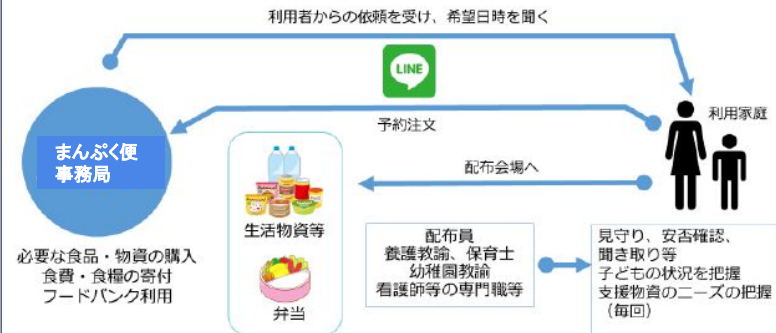 利用者からの依頼を受け、希望日時を聞く
LINE
予約注文
利用家庭
まんぷく便
事務局
配布会場へ
生活物資等
弁当
必要な食品・物資の購入
食費・食糧の寄付
フードバンク利用
配布員
養護教諭、保育士
幼稚園教諭
看護師等の専門職等
見守り、安否確認、
聞き取り等
子どもの状況を把握
支援物資のニーズの把握
（毎回）